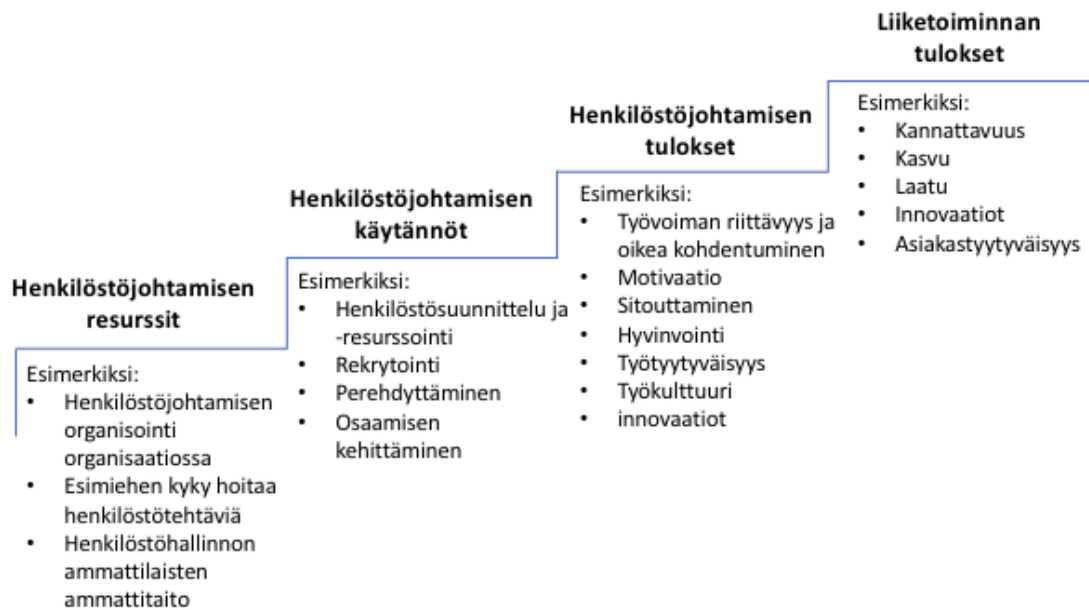 Henkilöstöjohtamisen
resurssit
Esimerkiksi:
• Henkilöstöjohtamisen
organisointi
organisaatiossa
• Esimiehen kyky hoitaa
henkilöstötehtäviä
• Henkilöstöhallinnon
ammattilaisten
ammattitaito
Henkilöstöjohtamisen
käytännöt
Esimerkiksi:
• Henkilöstösuunnittelu ja
-resurssointi
• Rekrytointi
• Perehdyttäminen
• Osaamisen
kehittäminen
Henkilöstöjohtamisen
tulokset
Esimerkiksi:
• Työvoiman riittävyys ja
oikea kohdentuminen
• Motivaatio
• Sitouttaminen
• Hyvinvointi
• Työtyytyväisyys
• Työkulttuuri
• innovaatiot
Liiketoiminnan
tulokset
Esimerkiksi:
• Kannattavuus
• Kasvu
• Laatu
• Innovaatiot
• Asiakastyytyväisyys